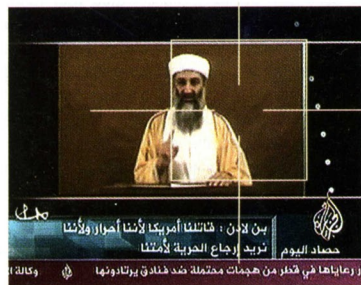 بن لادن : قاتلنا أمريكا لأننا أحرار ولأننا
نريد إرجاع الحرية لأمتنا
حصاد اليوم
ر رعاياها في قطر من هجمات محتملة ضد فنادق يرتادونها
وكالة ا